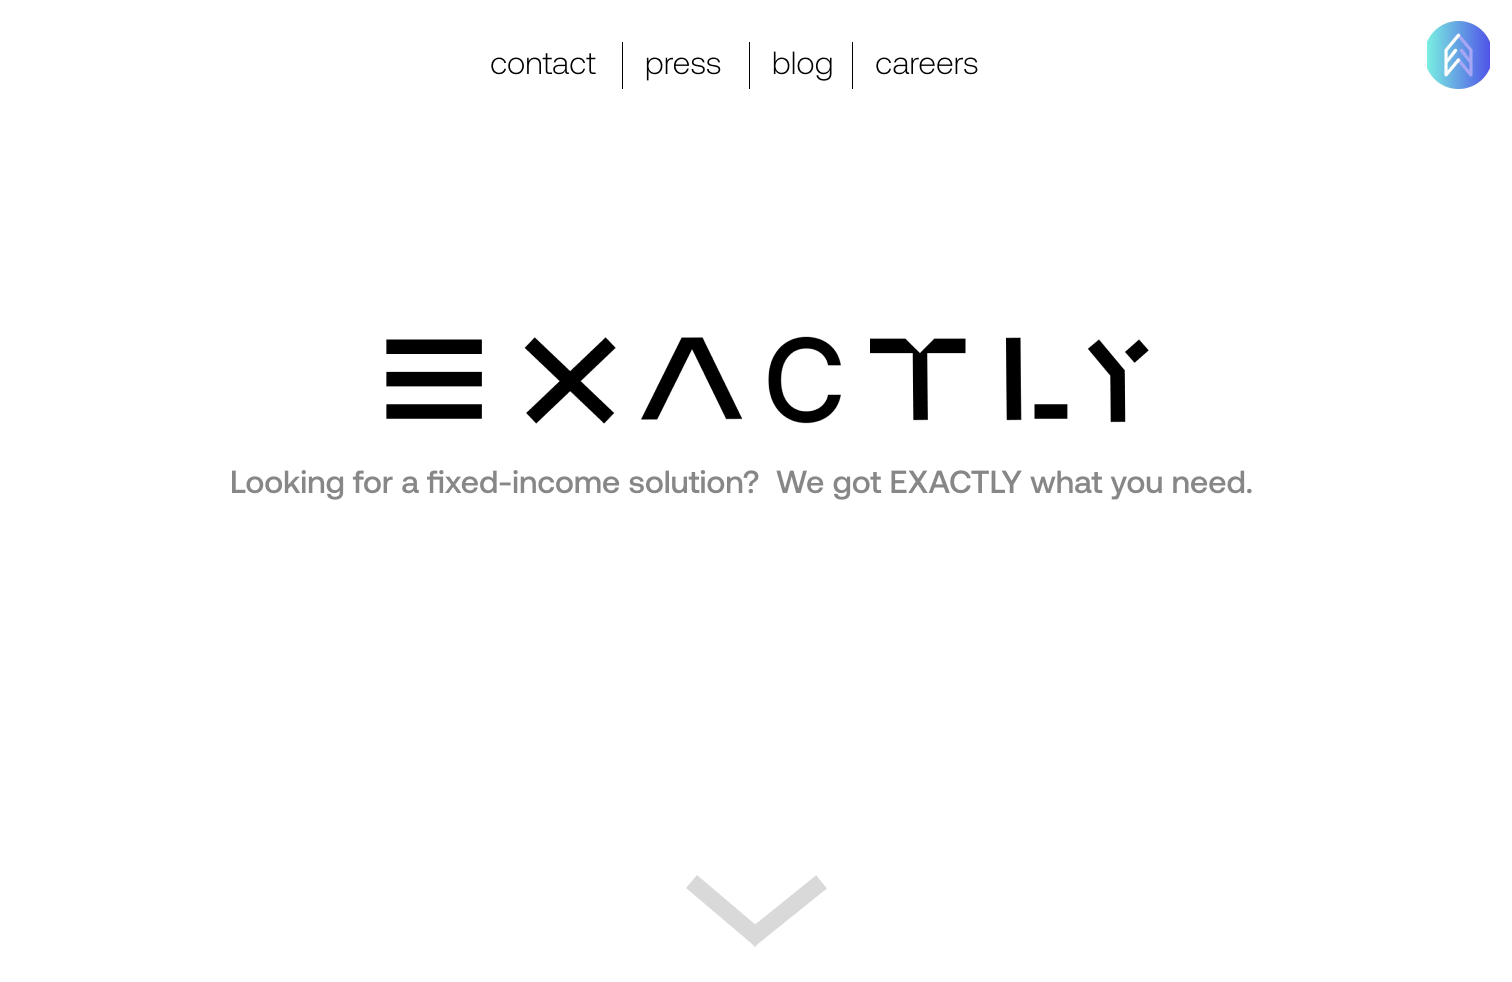 contact press blog careers
EXACTLY
Looking for a fixed-income solution? We got EXACTLY what you need.